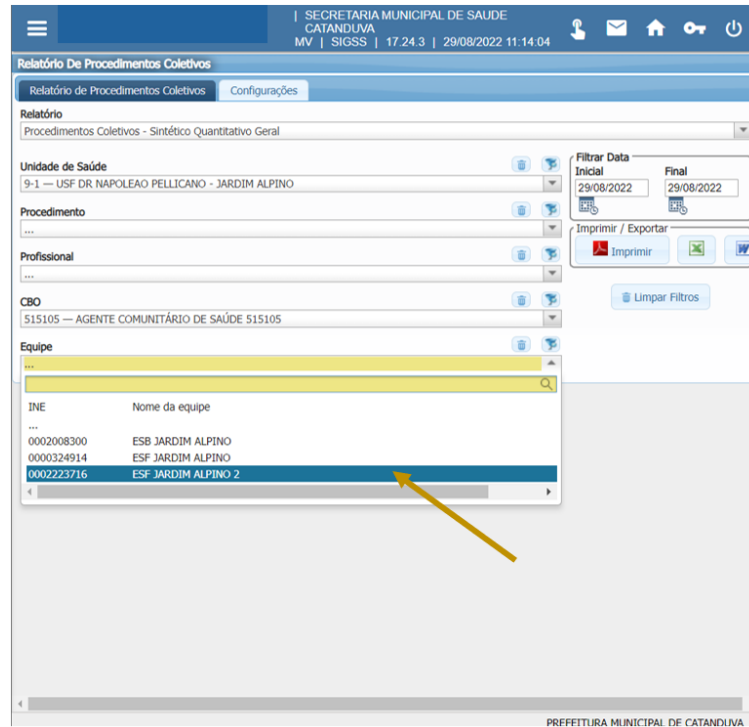 | SECRETARIA MUNICIPAL DE SAUDE
CATANDUVA
MV | SIGSS | 17.24.3 | 29/08/2022 11:14:04
Relatório De Procedimentos Coletivos
Relatório de Procedimentos Coletivos Configurações
Relatório
Procedimentos Coletivos - Sintético Quantitativo Geral
Unidade de Saúde
9-1 — USF DR NAPOLEAO PELLICANO - JARDIM ALPINO
Procedimento
...
Profissional
...
CBO
515105 — AGENTE COMUNITÁRIO DE SAÚDE 515105
Equipe
...
INE Nome da equipe
...
0002008300 ESB JARDIM ALPINO
0000324914 ESF JARDIM ALPINO
0002223716 ESF JARDIM ALPINO 2
Filtrar Data
Inicial Final
29/08/2022 29/08/2022
Imprimir / Exportar
Imprimir
Limpar Filtros
PREFEITURA MUNICIPAL DE CATANDUVA